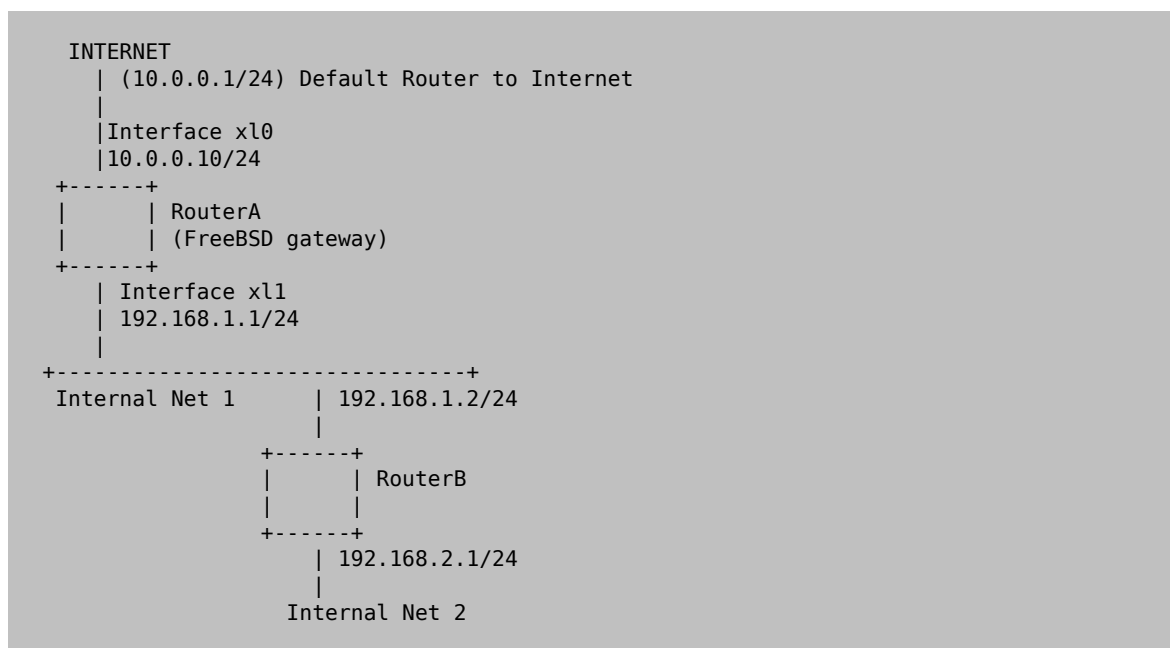 INTERNET
| (10.0.0.1/24) Default Router to Internet
|
|Interface xl0
|10.0.0.10/24
+------+
| | RouterA
| | (FreeBSD gateway)
+------+
| Interface xl1
| 192.168.1.1/24
|
+--------------------------------+
Internal Net 1 | 192.168.1.2/24
|
+------+
| | RouterB
| |
+------+
| 192.168.2.1/24
|
Internal Net 2